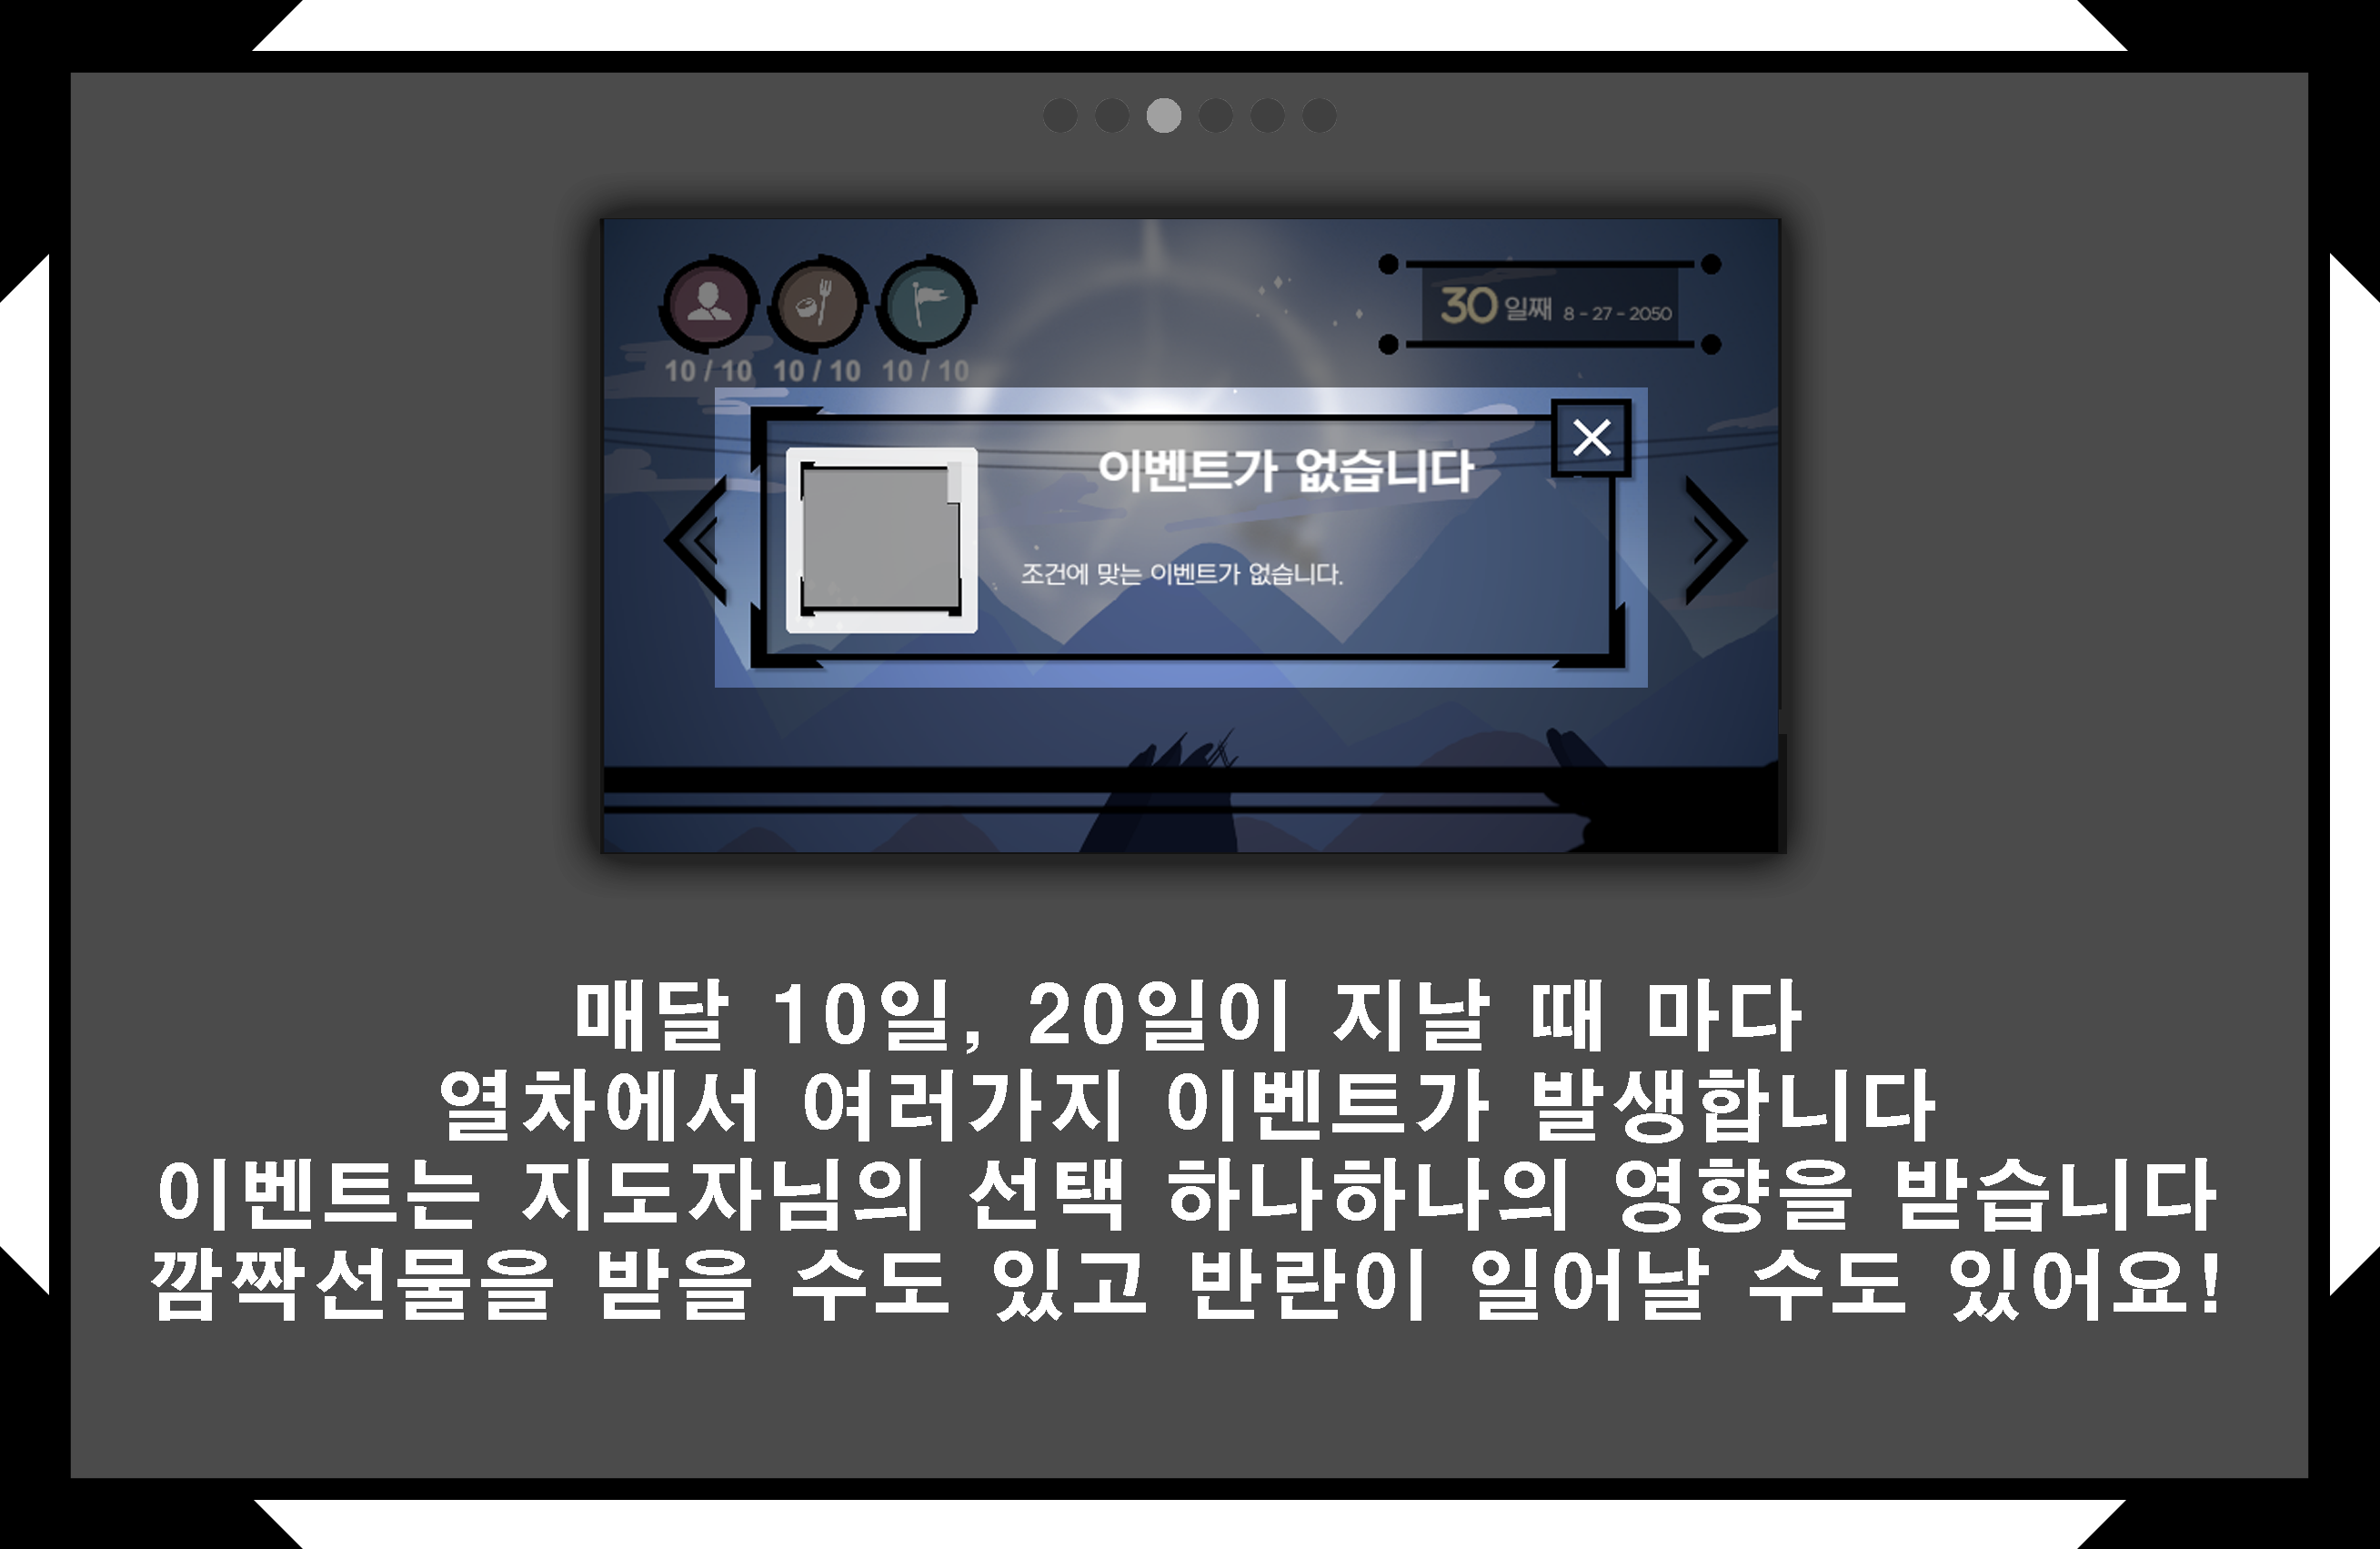 30 일째 8 - 27 - 2050
10 / 10 10 / 10 10 / 10
이벤트가 없습니다
조건에 맞는 이벤트가 없습니다.
매달 10일, 20일이 지날 때 마다
열차에서 여러가지 이벤트가 발생합니다
이벤트는 지도자님의 선택 하나하나의 영향을 받습니다
깜짝선물을 받을 수도 있고 반란이 일어날 수도 있어요!